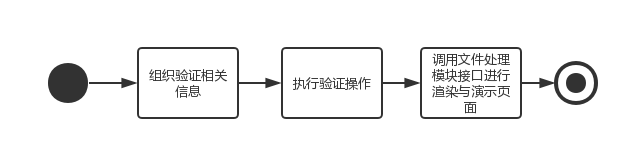 组织验证相关
信息
执行验证操作
调用文件处理
模块接口进行
渲染与演示页
面